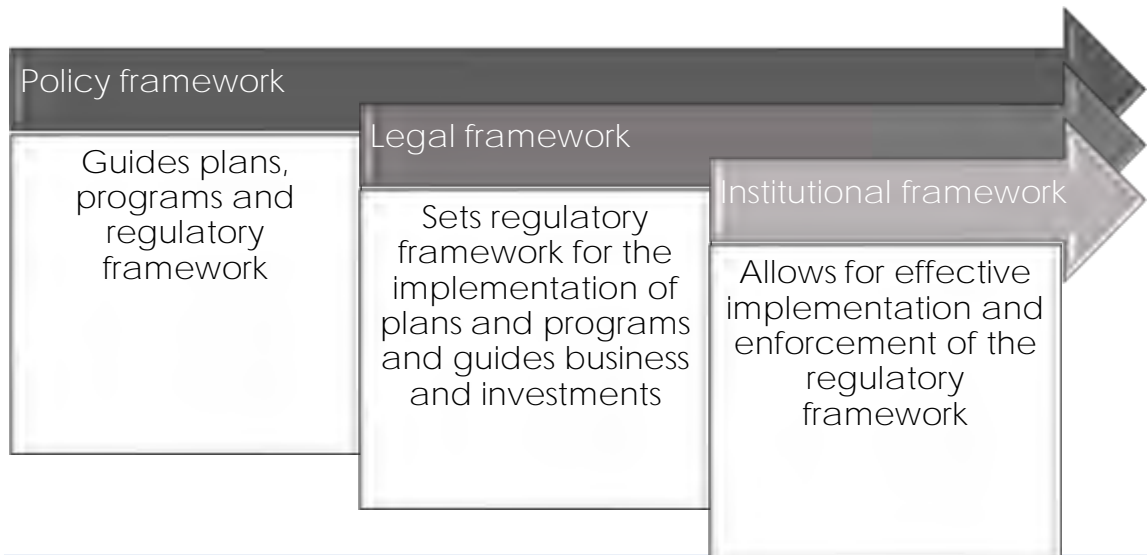 Policy framework
Guides plans,
programs and
regulatory
framework
Legal framework
Sets regulatory
framework for the
implementation of
plans and programs
and guides business
and investments
Institutional framework
Allows for effective
implementation and
enforcement of the
regulatory
framework